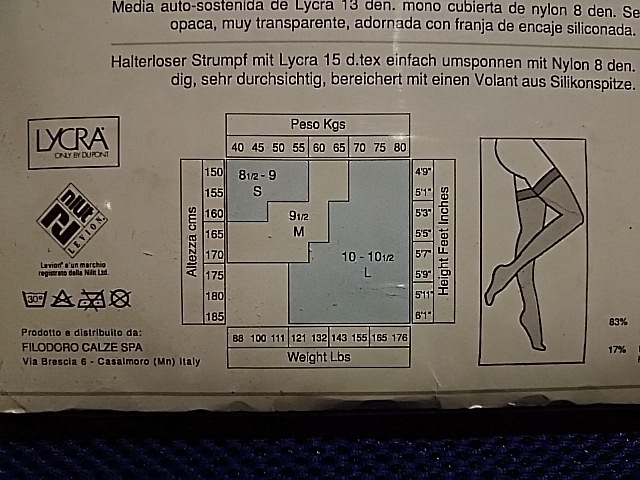 Media auto-sostenida de Lycra 13 den. mono cubierta de nylon 8 den. Se
opaca, muy transparente, adornada con franja de encaje siliconada.
Halterloser Strumpf mit Lycra 15 d.tex einfach umsponnen mit Nylon 8 den.
dig, sehr durchsichtig, bereichert mit einen Volant aus Silikonspitze.
LYCRA
ONLY BY DU PONT
nut
LEVION
Levion è un marchio
registrato della Nilit Ltd.
30°
Prodotto e distribuito da:
FILODORO CALZE SPA
Via Brescia 6 - Casalmoro (Mn) Italy
Peso Kgs
40 45 50 55 60 65 70 75 80
Altezza cms
150
155
160
165
170
175
180
185
8 1/2 - 9
S
9 1/2
M
10 - 10 1/2
L
4'9"
5'1"
5'3"
5'5"
5'7"
5'9"
5'11"
6'1"
Height Feet Inches
88 100 111 121 132 143 155 165 176
Weight Lbs
83%
17%